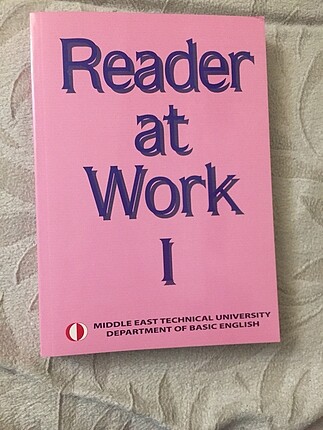 Reader
at
Work
I
MIDDLE EAST TECHNICAL UNIVERSITY
DEPARTMENT OF BASIC ENGLISH